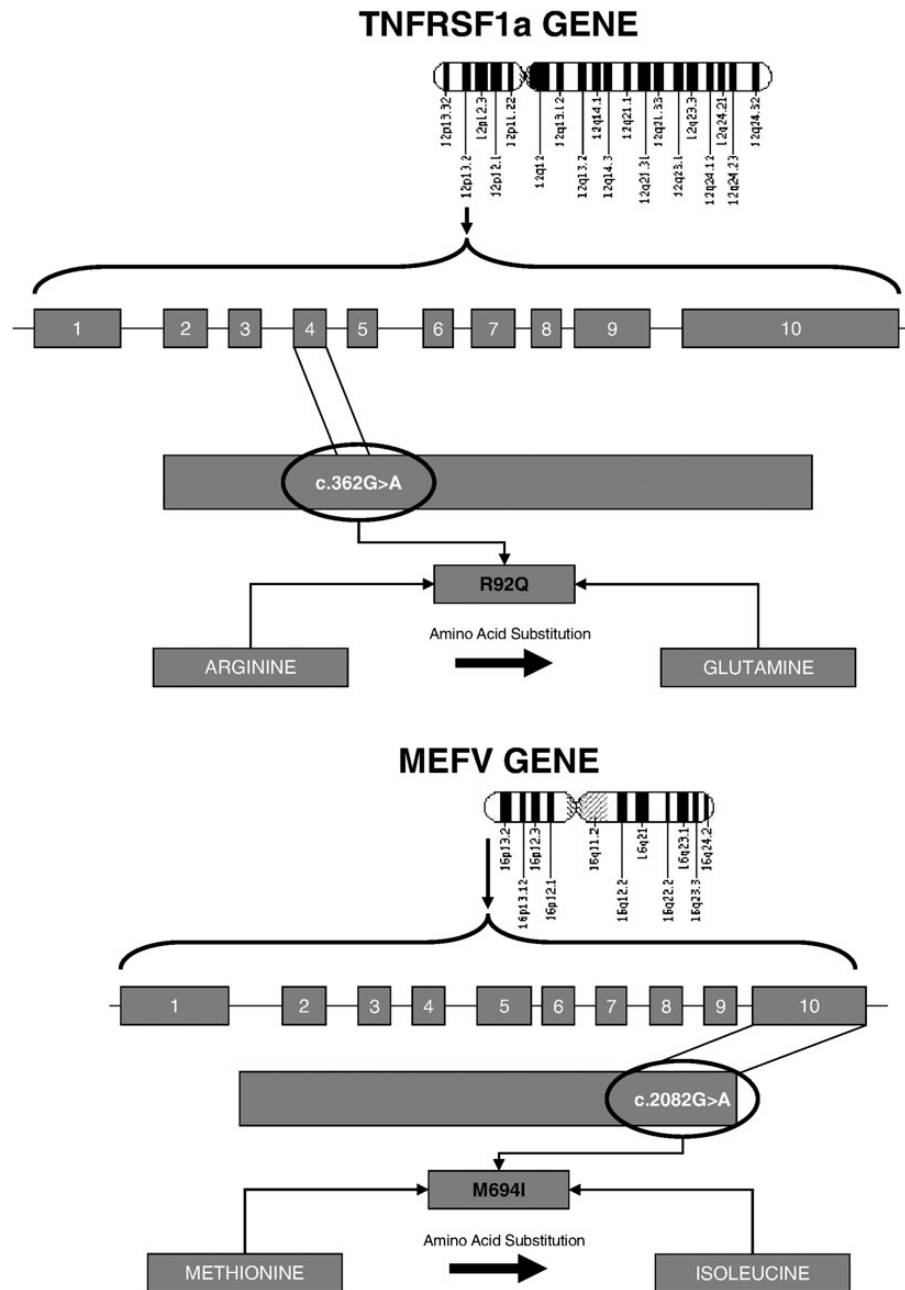 TNFRSF1a GENE
12p13.32
12p13.2
12p12.3
12p12.1
12p11.22
12q12
12q13.12
12q13.2
12q14.1
12q14.3
12q21.1
12q21.31
12q21.33
12q23.1
12q23.3
12q24.12
12q24.21
12q24.23
12q24.32
1 2 3 4 5 6 7 8 9 10
c.362G>A
R92Q
Amino Acid Substitution
ARGININE GLUTAMINE
MEFV GENE
16p13.2
16p13.12
16p12.3
16p12.1
16q11.2
16q12.2
16q21
16q22.2
16q23.1
16q23.3
16q24.2
1 2 3 4 5 6 7 8 9 10
c.2082G>A
M694I
Amino Acid Substitution
METHIONINE ISOLEUCINE